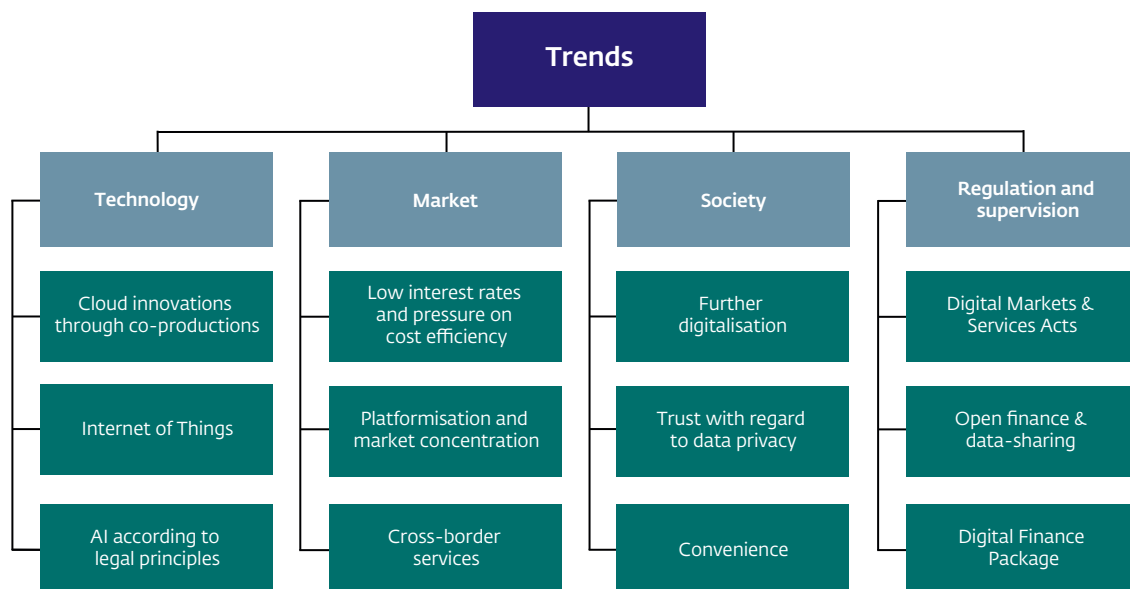 Trends
Technology
Cloud innovations
through co-productions
Internet of Things
AI according to
legal principles
Market
Low interest rates
and pressure on
cost efficiency
Platformisation and
market concentration
Cross-border
services
Society
Further
digitalisation
Trust with regard
to data privacy
Convenience
Regulation and
supervision
Digital Markets &
Services Acts
Open finance &
data-sharing
Digital Finance
Package